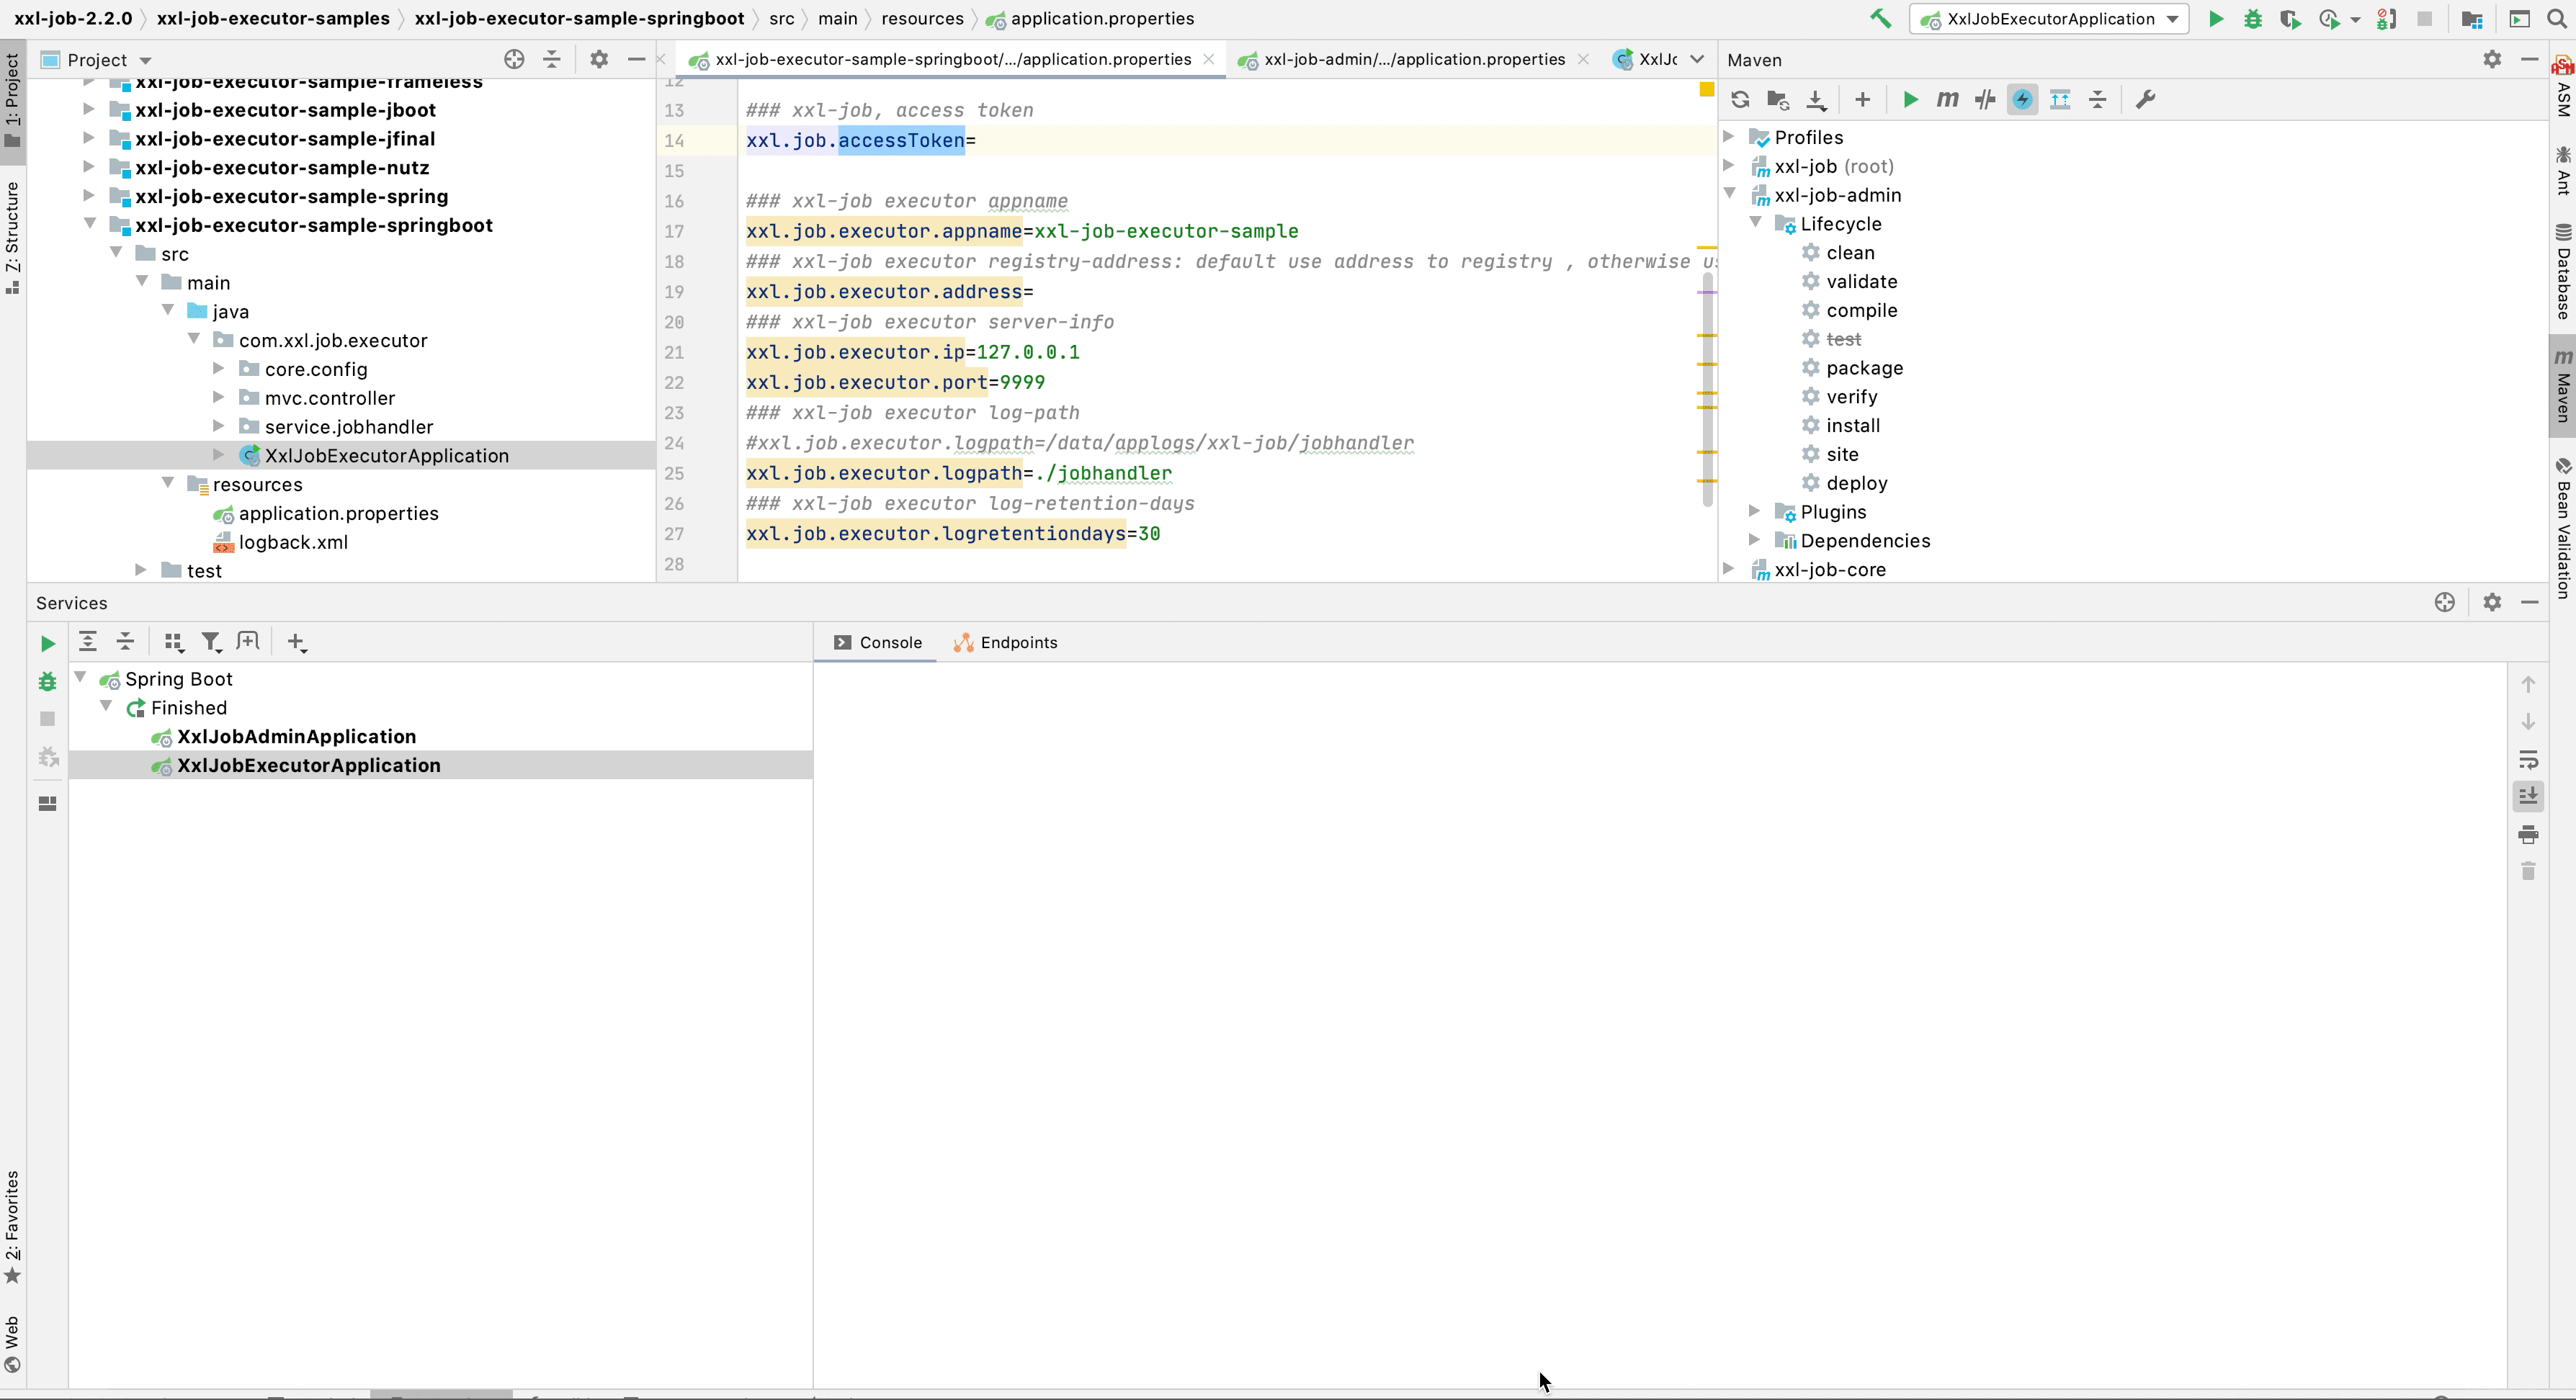 xxl-job-2.2.0 xxl-job-executor-samples xxl-job-executor-sample-springboot src main resources application.properties
XxlJobExecutorApplication
1: Project
Z: Structure
2: Favorites
Web
Project
xxl-job-executor-sample-frameless
xxl-job-executor-sample-jboot
xxl-job-executor-sample-jfinal
xxl-job-executor-sample-nutz
xxl-job-executor-sample-spring
xxl-job-executor-sample-springboot
src
main
java
com.xxl.job.executor
core.config
mvc.controller
service.jobhandler
XxlJobExecutorApplication
resources
application.properties
logback.xml
test
xxl-job-executor-sample-springboot/.../application.properties xxl-job-admin/.../application.properties XxlJc
12
13 ### xxl-job, access token
14 xxl.job.accessToken=
15
16 ### xxl-job executor appname
17 xxl.job.executor.appname=xxl-job-executor-sample
18 ### xxl-job executor registry-address: default use address to registry , otherwise
19 xxl.job.executor.address=
20 ### xxl-job executor server-info
21 xxl.job.executor.ip=127.0.0.1
22 xxl.job.executor.port=9999
23 ### xxl-job executor log-path
24 #xxl.job.executor.logpath=/data/applogs/xxl-job/jobhandler
25 xxl.job.executor.logpath=./jobhandler
26 ### xxl-job executor log-retention-days
27 xxl.job.executor.logretentiondays=30
28
Maven
m
Profiles
xxl-job (root)
xxl-job-admin
Lifecycle
clean
validate
compile
test
package
verify
install
site
deploy
Plugins
Dependencies
xxl-job-core
ASM
Ant
Database
Maven
Bean Validation
Services
Spring Boot
Finished
XxlJobAdminApplication
XxlJobExecutorApplication
Console Endpoints